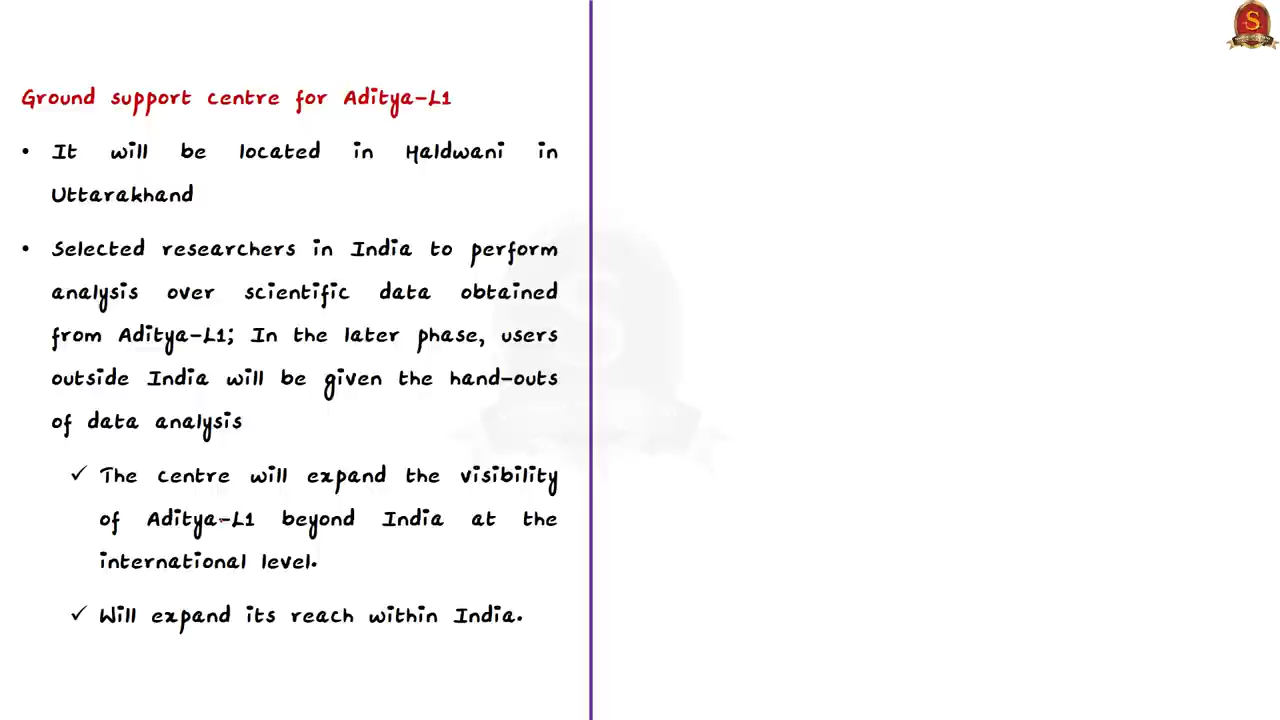 Ground support centre for Aditya-L1
• It will be located in Haldwani in
Uttarakhand
• Selected researchers in India to perform
analysis over scientific data obtained
from Aditya-L1; In the later phase, users
outside India will be given the hand-outs
of data analysis
✓ The centre will expand the visibility
of Aditya-L1 beyond India at the
international level.
✓ Will expand its reach within India.
S